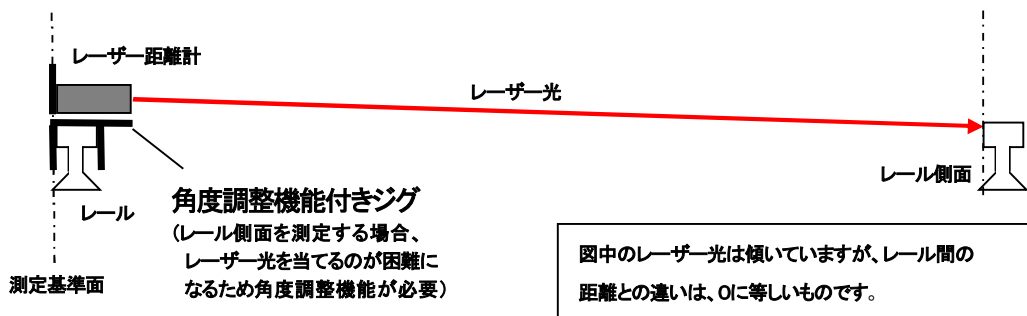 レーザー距離計
レーザー光
レール側面
レール
角度調整機能付きジグ
(レール側面を測定する場合、
レーザー光を当てるのが困難に
なるため角度調整機能が必要)
測定基準面
図中のレーザー光は傾いていますが、レール間の
距離との違いは、0に等しいものです。